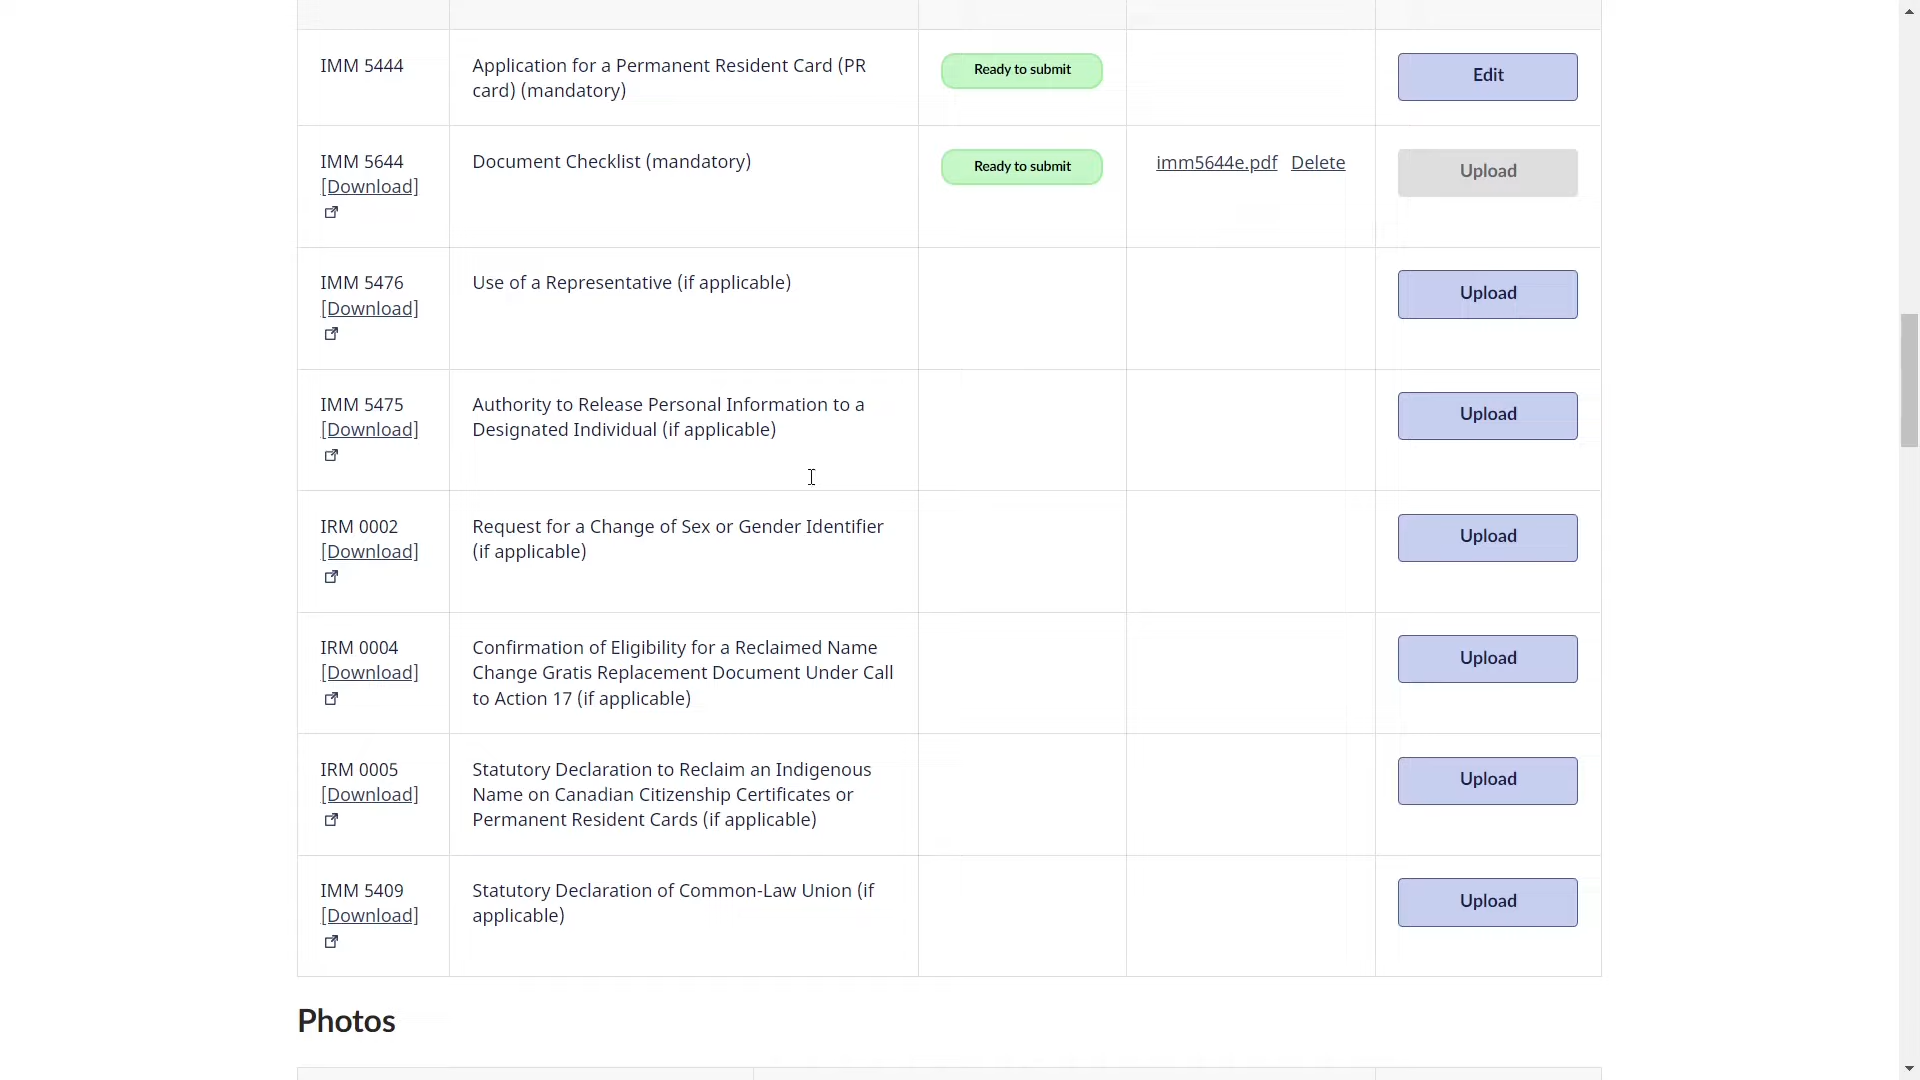 IMM 5444
Application for a Permanent Resident Card (PR
card) (mandatory)
Ready to submit
Edit
IMM 5644
[Download]
Document Checklist (mandatory)
Ready to submit
imm5644e.pdf Delete
Upload
IMM 5476
[Download]
Use of a Representative (if applicable)
Upload
IMM 5475
[Download]
Authority to Release Personal Information to a
Designated Individual (if applicable)
Upload
IRM 0002
[Download]
Request for a Change of Sex or Gender Identifier
(if applicable)
Upload
IRM 0004
[Download]
Confirmation of Eligibility for a Reclaimed Name
Change Gratis Replacement Document Under Call
to Action 17 (if applicable)
Upload
IRM 0005
[Download]
Statutory Declaration to Reclaim an Indigenous
Name on Canadian Citizenship Certificates or
Permanent Resident Cards (if applicable)
Upload
IMM 5409
[Download]
Statutory Declaration of Common-Law Union (if
applicable)
Upload
Photos